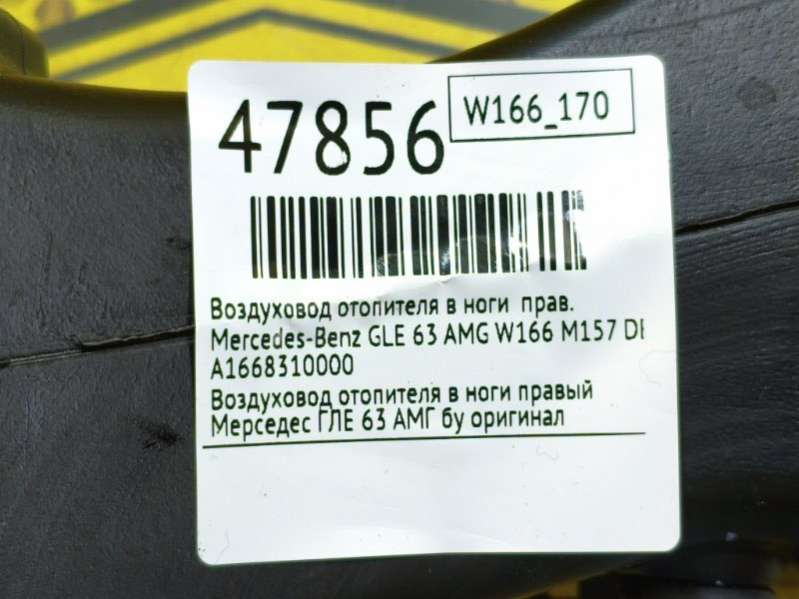 47856
W166_170
Воздуховод отопителя в ноги прав.
Mercedes-Benz GLE 63 AMG W166 M157 DE
A1668310000
Воздуховод отопителя в ноги правый
Мерседес ГЛЕ 63 АМГ бу оригинал